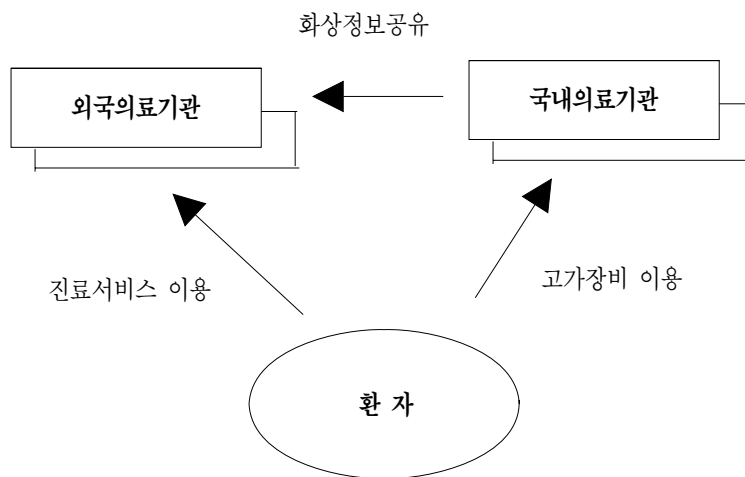 화상정보공유
외국의료기관
국내의료기관
진료서비스 이용
고가장비 이용
환 자